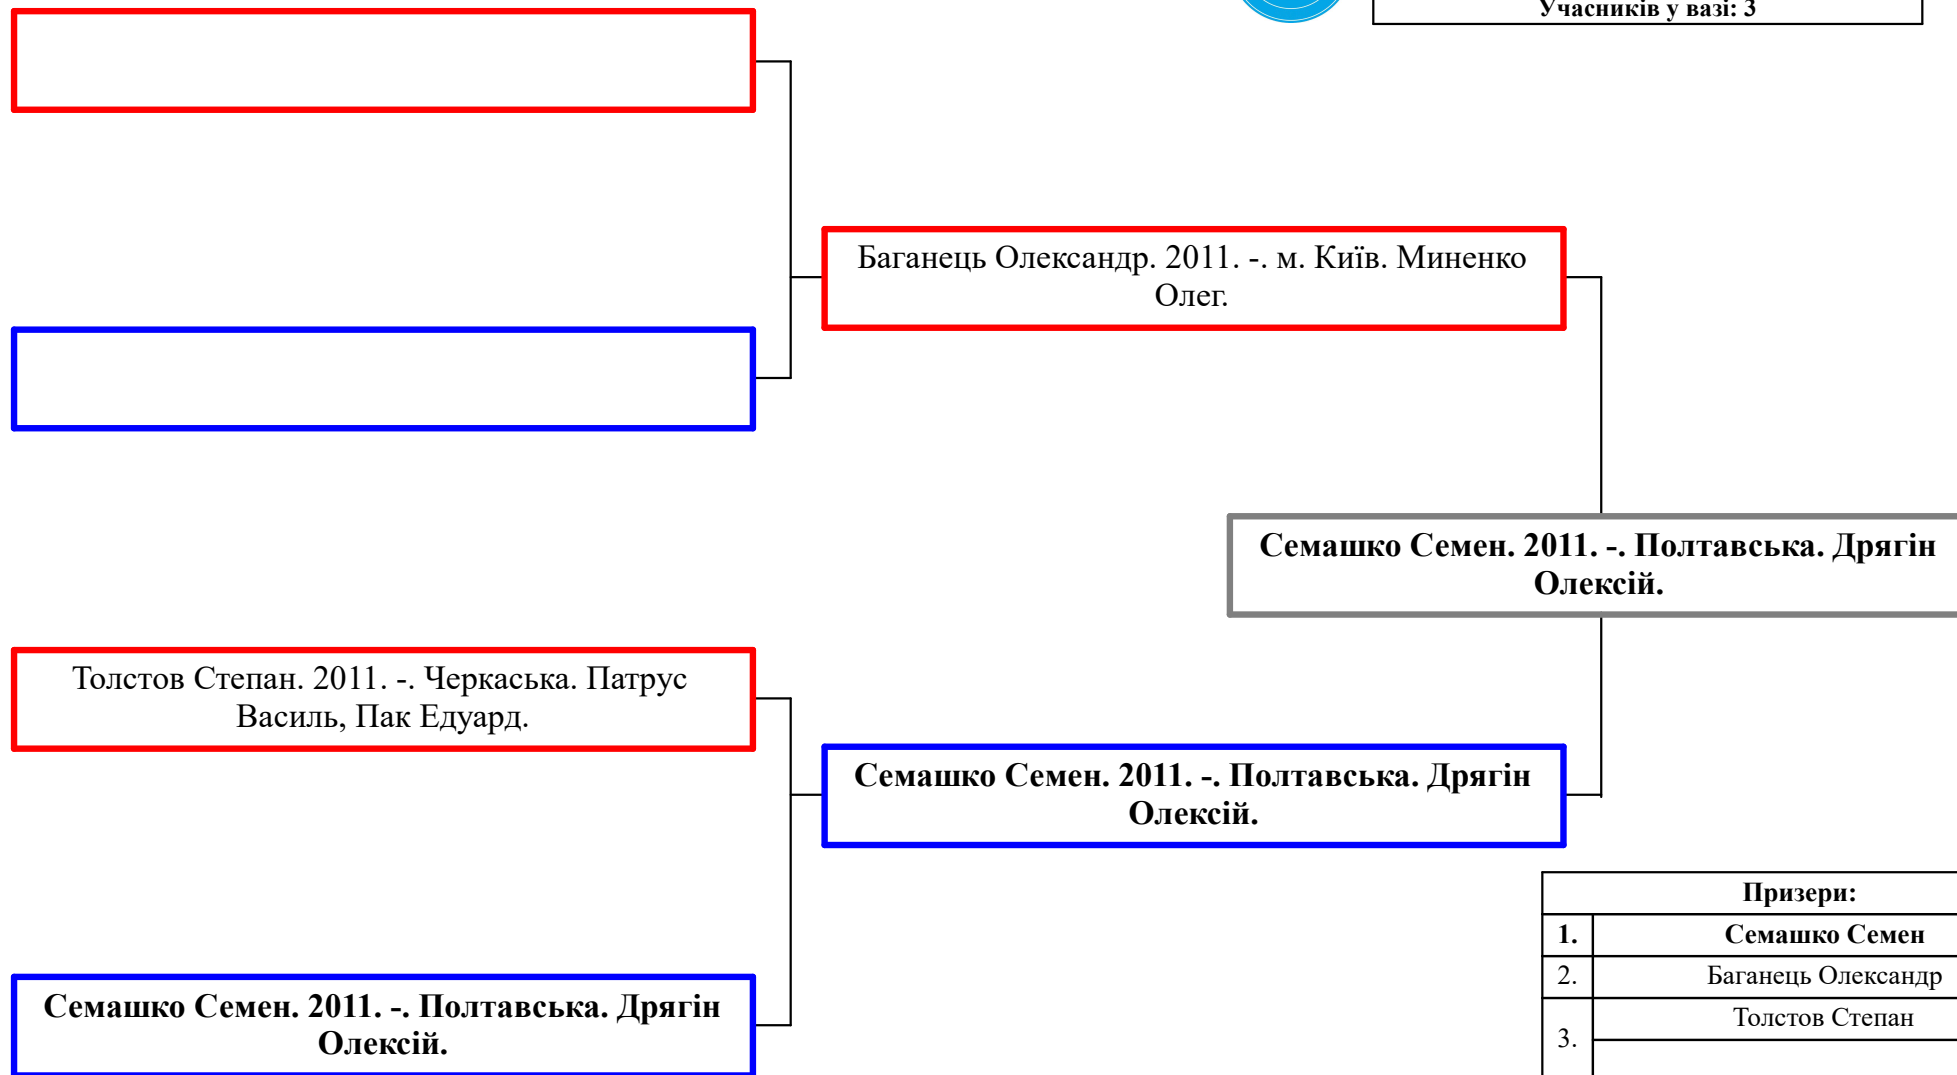 Учасників у вазі: 3
Баганець Олександр. 2011. -. м. Київ. Миненко
Олег.
Семашко Семен. 2011. -. Полтавська. Дрягін
Олексій.
Толстов Степан. 2011. -. Черкаська. Патрус
Василь, Пак Едуард.
Семашко Семен. 2011. -. Полтавська. Дрягін
Олексій.
Семашко Семен. 2011. -. Полтавська. Дрягін
Олексій.
Призери:
1. Семашко Семен
2. Баганець Олександр
3. Толстов Степан